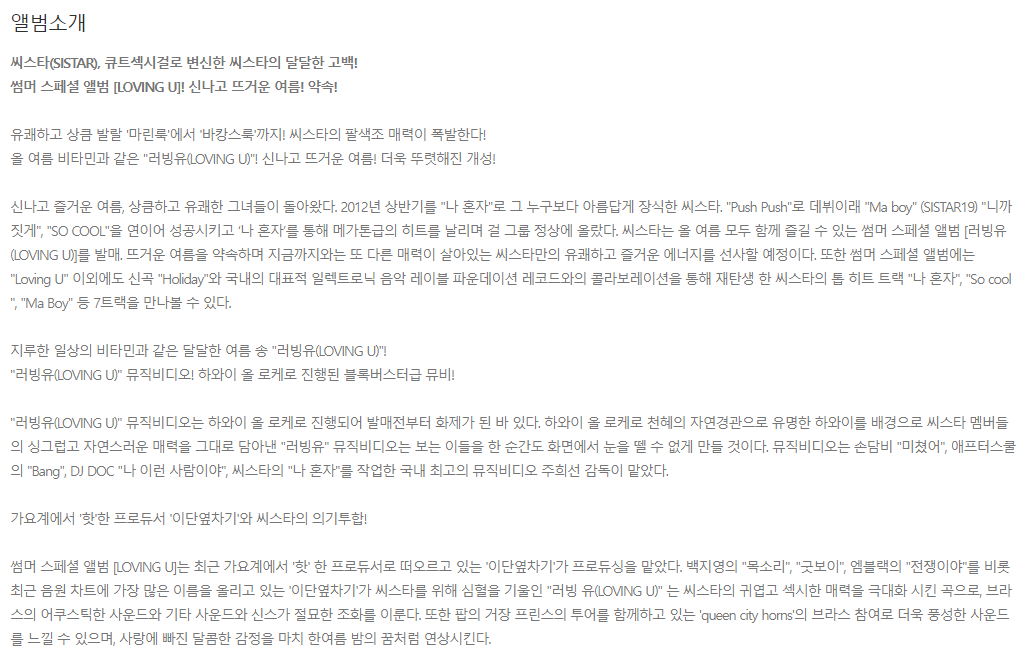 앨범소개
씨스타(SISTAR), 큐트섹시걸로 변신한 씨스타의 달달한 고백!
썸머 스페셜 앨범 [LOVING U]! 신나고 뜨거운 여름! 약속!
유쾌하고 상큼 발랄 '마린룩'에서 '바캉스룩'까지! 씨스타의 팔색조 매력이 폭발한다!
올 여름 비타민과 같은 "러빙유(LOVING U)"! 신나고 뜨거운 여름! 더욱 뚜렷해진 개성!
신나고 즐거운 여름, 상큼하고 유쾌한 그녀들이 돌아왔다. 2012년 상반기를 "나 혼자"로 그 누구보다 아름답게 장식한 씨스타. "Push Push"로 데뷔이래 "Ma boy" (SISTAR19) "니까
짓게", "SO COOL"을 연이어 성공시키고 '나 혼자'를 통해 메가톤급의 히트를 날리며 걸 그룹 정상에 올랐다. 씨스타는 올 여름 모두 함께 즐길 수 있는 썸머 스페셜 앨범 [러빙유
(LOVING U)]를 발매. 뜨거운 여름을 약속하며 지금까지와는 또 다른 매력이 살아있는 씨스타만의 유쾌하고 즐거운 에너지를 선사할 예정이다. 또한 썸머 스페셜 앨범에는
"Loving U" 이외에도 신곡 "Holiday"와 국내의 대표적 일렉트로닉 음악 레이블 파운데이션 레코드와의 콜라보레이션을 통해 재탄생 한 씨스타의 톱 히트 트랙 "나 혼자", "So cool
", "Ma Boy" 등 7트랙을 만나볼 수 있다.
지루한 일상의 비타민과 같은 달달한 여름 송 "러빙유(LOVING U)"!
"러빙유(LOVING U)" 뮤직비디오! 하와이 올 로케로 진행된 블록버스터급 뮤비!
"러빙유(LOVING U)" 뮤직비디오는 하와이 올 로케로 진행되어 발매전부터 화제가 된 바 있다. 하와이 올 로케로 천혜의 자연경관으로 유명한 하와이를 배경으로 씨스타 멤버들
의 싱그럽고 자연스러운 매력을 그대로 담아낸 "러빙유" 뮤직비디오는 보는 이들을 한 순간도 화면에서 눈을 뗄 수 없게 만들 것이다. 뮤직비디오는 손담비 "미쳤어", 애프터스쿨
의 "Bang", DJ DOC "나 이런 사람이야", 씨스타의 "나 혼자"를 작업한 국내 최고의 뮤직비디오 주희선 감독이 맡았다.
가요계에서 '핫'한 프로듀서 '이단옆차기'와 씨스타의 의기투합!
썸머 스페셜 앨범 [LOVING U]는 최근 가요계에서 '핫' 한 프로듀서로 떠오르고 있는 '이단옆차기'가 프로듀싱을 맡았다. 백지영의 "목소리", "굿보이", 엠블랙의 "전쟁이야"를 비롯
최근 음원 차트에 가장 많은 이름을 올리고 있는 '이단옆차기'가 씨스타를 위해 심혈을 기울인 "러빙 유(LOVING U)" 는 씨스타의 귀엽고 섹시한 매력을 극대화 시킨 곡으로, 브라
스의 어쿠스틱한 사운드와 기타 사운드와 신스가 절묘한 조화를 이룬다. 또한 팝의 거장 프린스의 투어를 함께하고 있는 'queen city horns'의 브라스 참여로 더욱 풍성한 사운드
를 느낄 수 있으며, 사랑에 빠진 달콤한 감정을 마치 한여름 밤의 꿈처럼 연상시킨다.